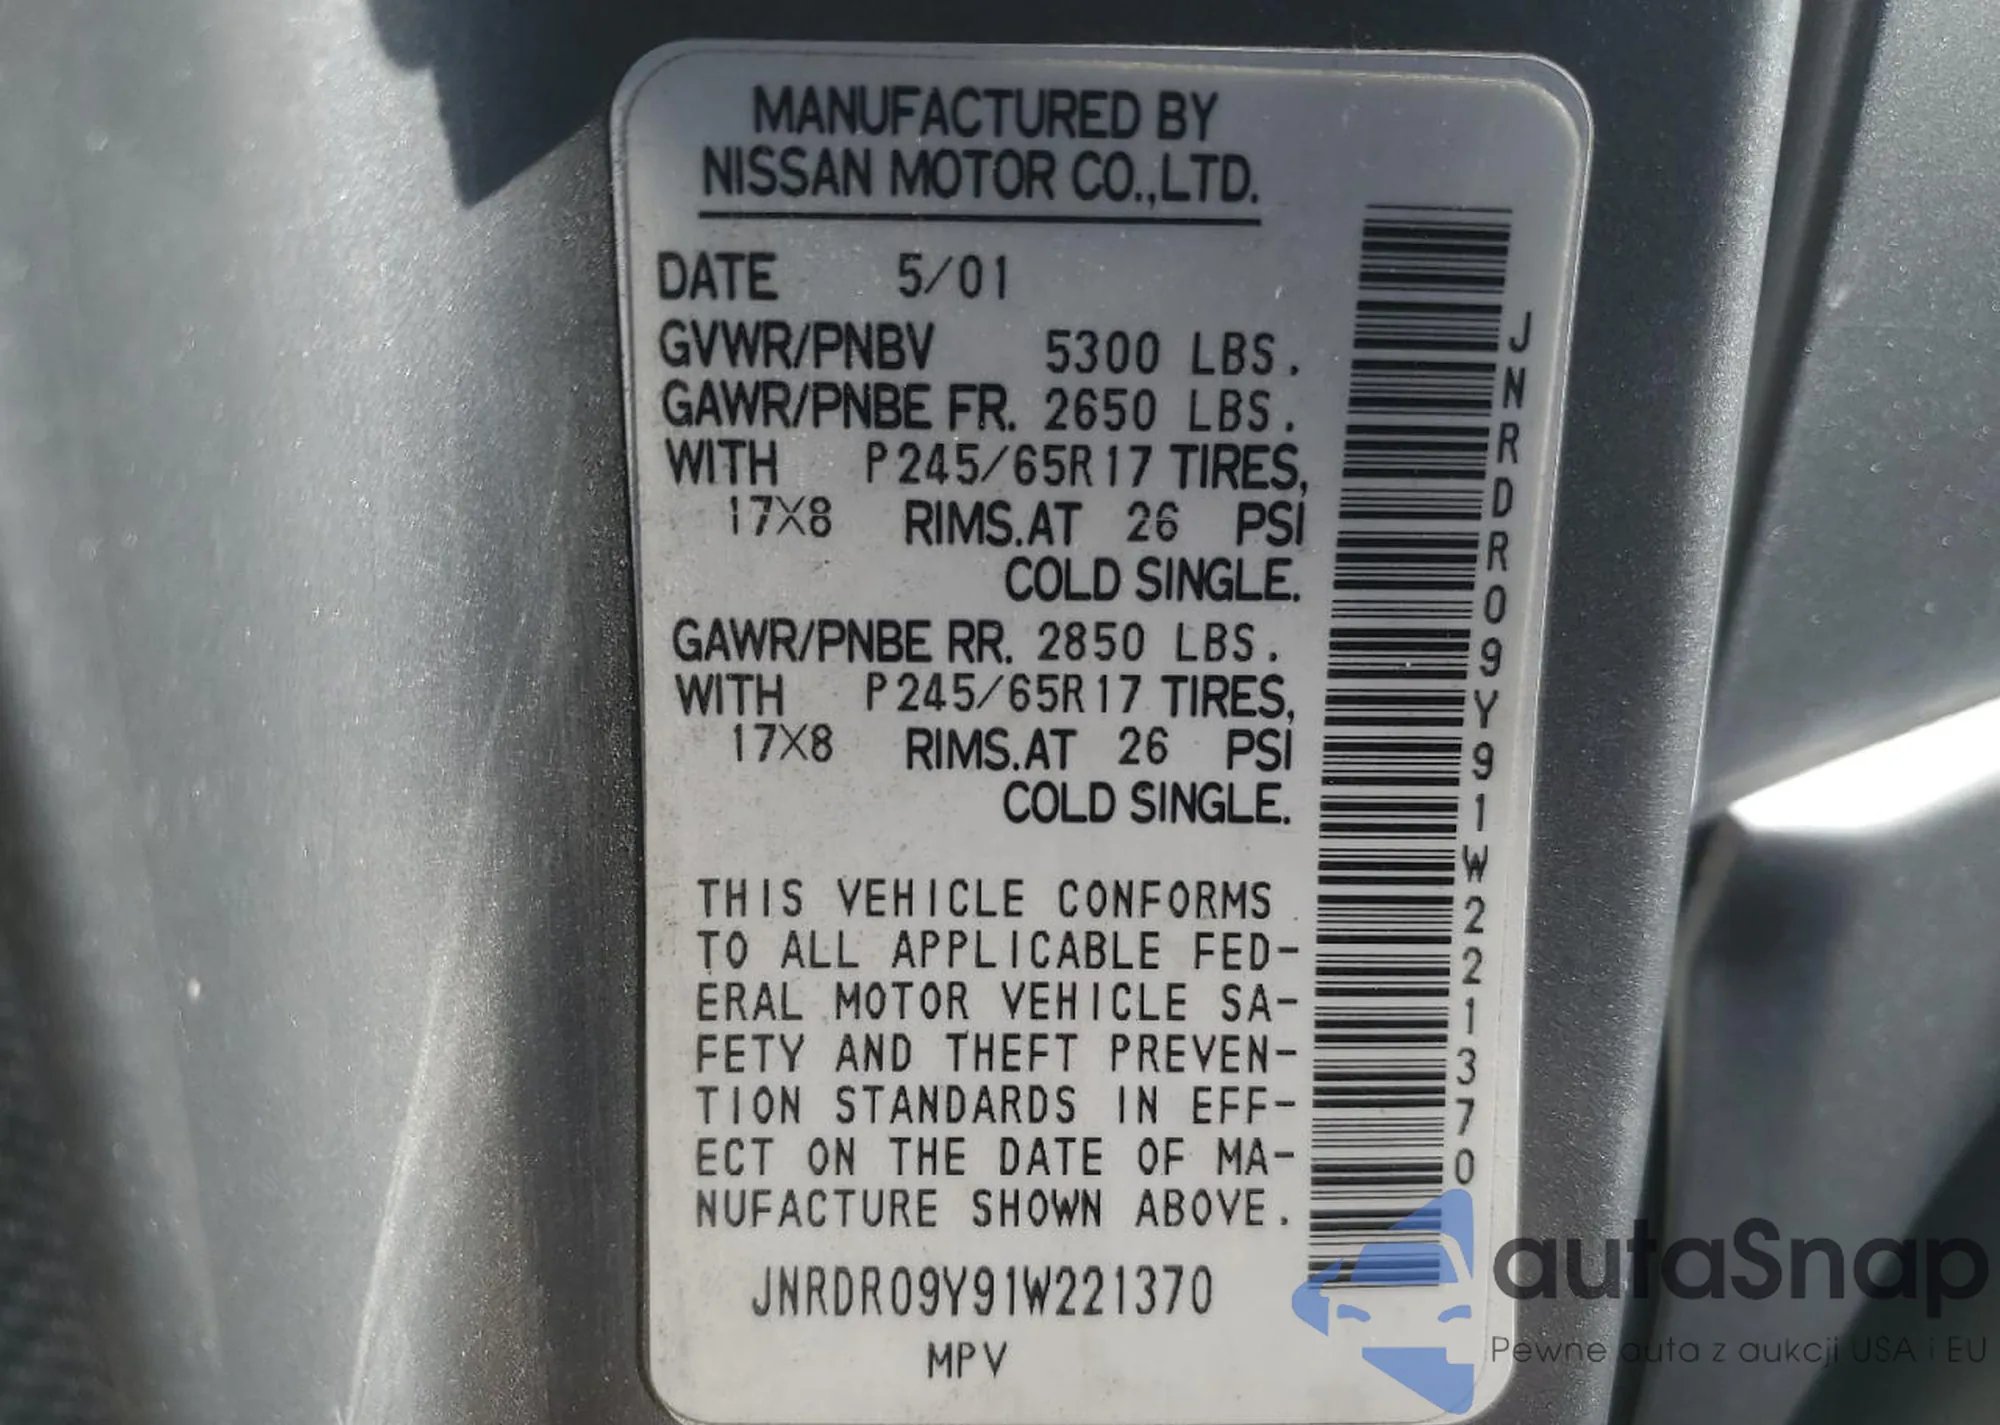 MANUFACTURED BY
NISSAN MOTOR CO.,LTD.
DATE 5/01
GVWR/PNBV 5300 LBS.
GAWR/PNBE FR. 2650 LBS.
WITH P245/65R17 TIRES,
17X8 RIMS.AT 26 PSI
COLD SINGLE.
GAWR/PNBE RR. 2850 LBS.
WITH P245/65R17 TIRES,
17X8 RIMS.AT 26 PSI
COLD SINGLE.
THIS VEHICLE CONFORMS
TO ALL APPLICABLE FED-
ERAL MOTOR VEHICLE SA-
FETY AND THEFT PREVEN-
TION STANDARDS IN EFF-
ECT ON THE DATE OF MA-
NUFACTURE SHOWN ABOVE.
JNRDR09Y91W221370
MPV
JNRDR09Y91W221370
autaSnap
Pewne auta z aukcji USA i EU